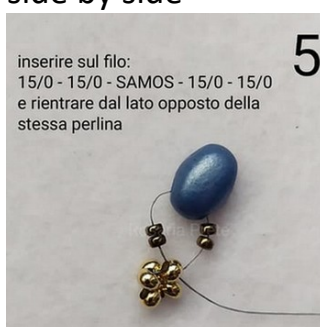 side by side
5
inserire sul filo:
15/0 - 15/0 - SAMOS - 15/0 - 15/0
e rientrare dal lato opposto della
stessa perlina